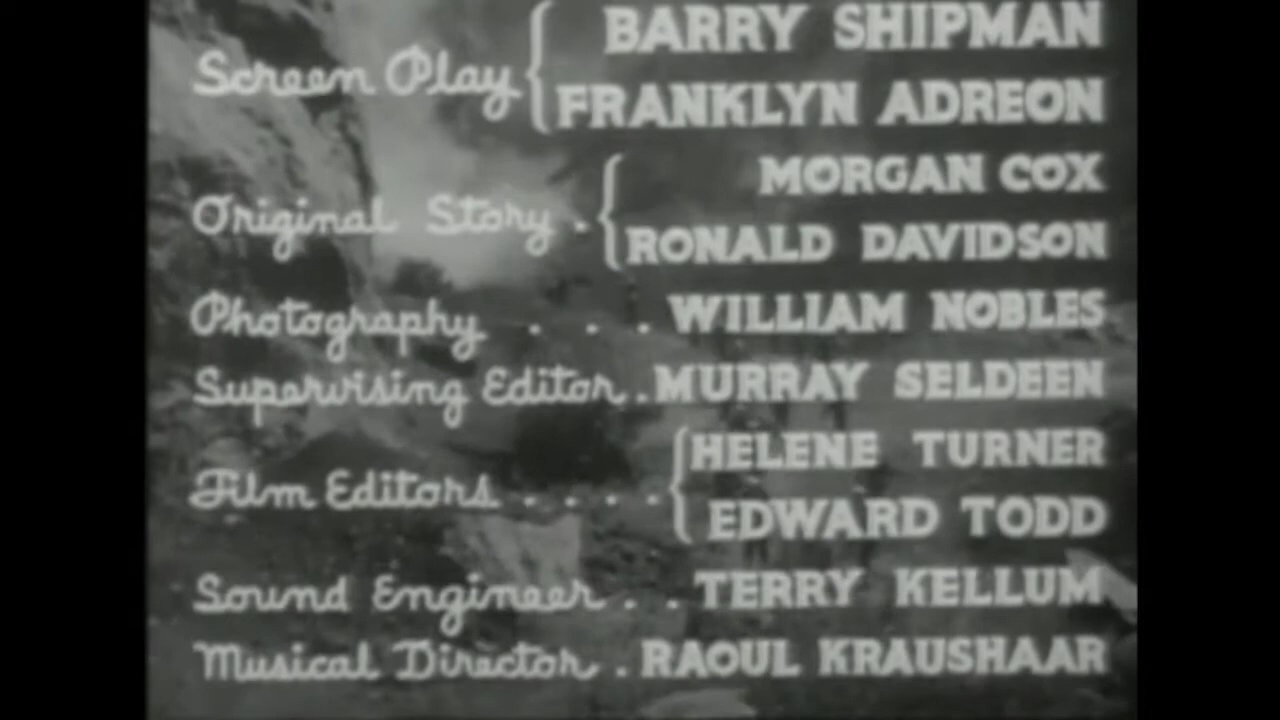 Screen Play { BARRY SHIPMAN
FRANKLYN ADREON
Original Story . { MORGAN COX
RONALD DAVIDSON
Photography . . . WILLIAM NOBLES
Supervising Editor . . MURRAY SELDEEN
Film Editors . . . . { HELENE TURNER
EDWARD TODD
Sound Engineer . . TERRY KELLUM
Musical Director . RAOUL KRAUSHAAR